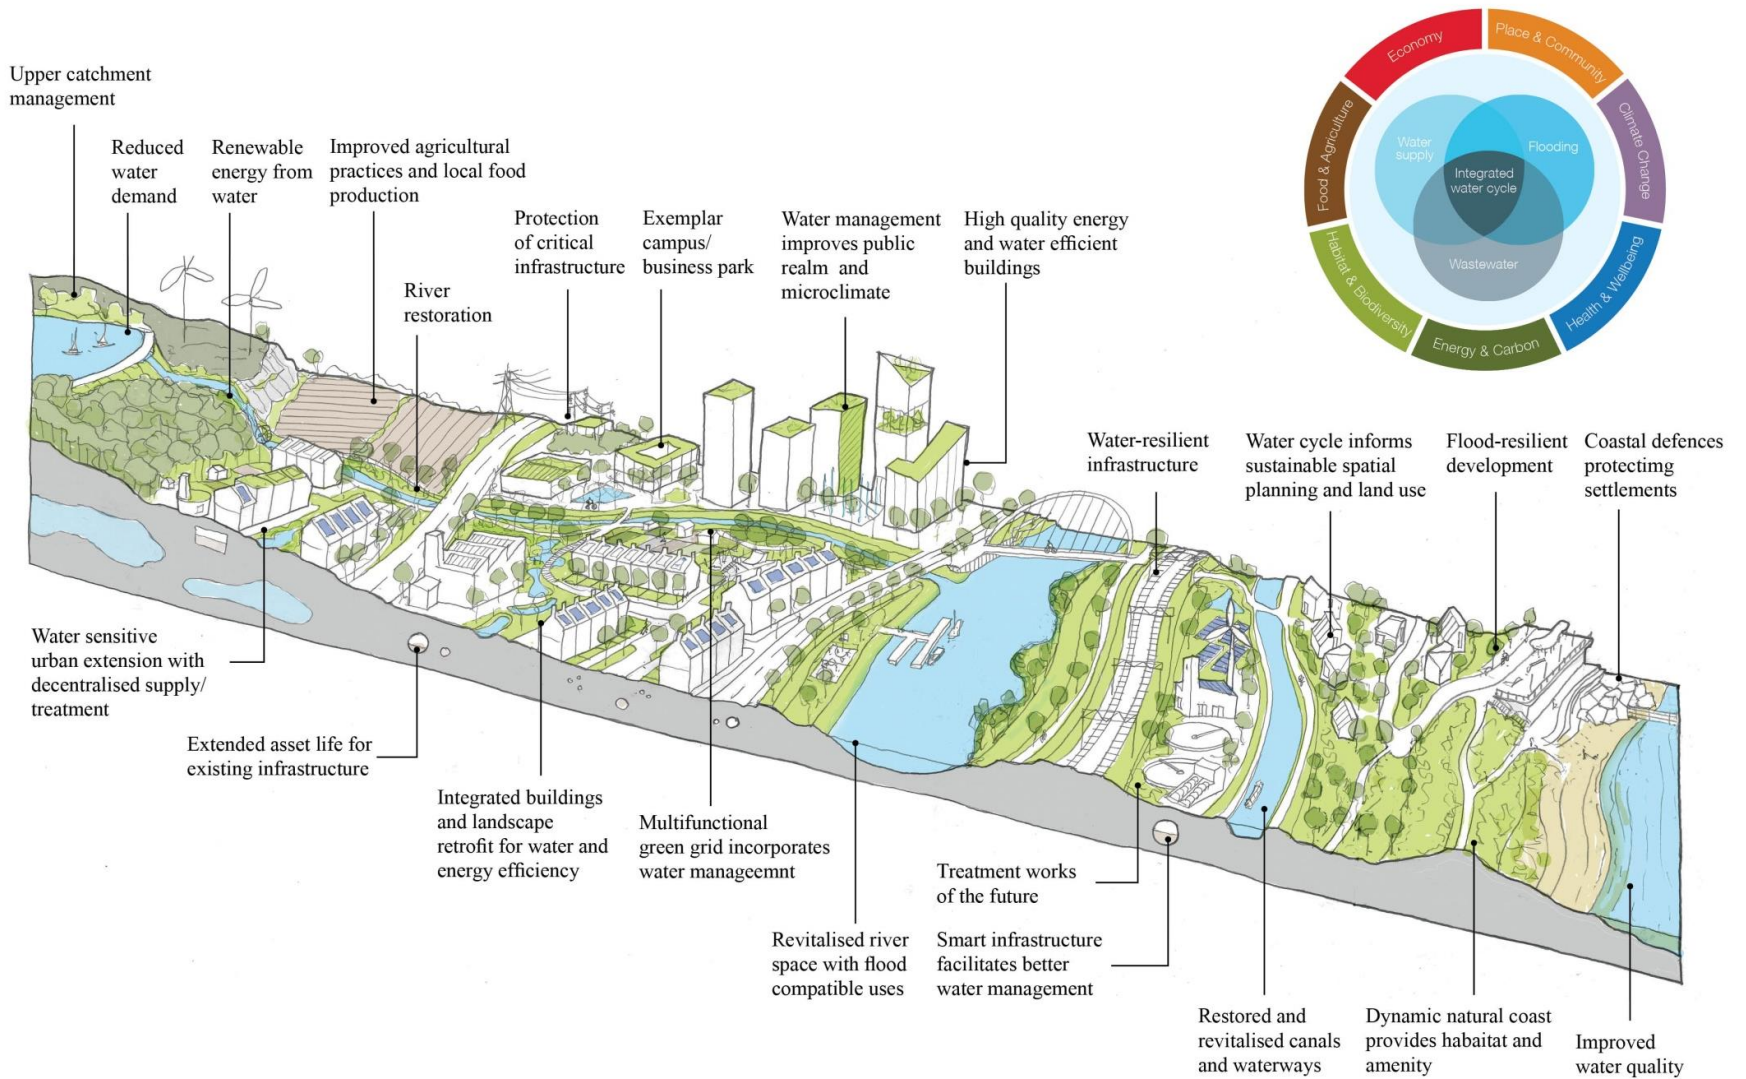 Economy
Place & Community
Climate Change
Health & Wellbeing
Energy & Carbon
Habitat & Biodiversity
Food & Agriculture
Water
supply
Flooding
Integrated
water cycle
Wastewater
Upper catchment
management
Reduced
water
demand
Renewable
energy from
water
Improved agricultural
practices and local food
production
River
restoration
Protection
of critical
infrastructure
Exemplar
campus/
business park
Water management
improves public
realm and
microclimate
High quality energy
and water efficient
buildings
Water-resilient
infrastructure
Water cycle informs
sustainable spatial
planning and land use
Flood-resilient
development
Coastal defences
protectimg
settlements
Water sensitive
urban extension with
decentralised supply/
treatment
Extended asset life for
existing infrastructure
Integrated buildings
and landscape
retrofit for water and
energy efficiency
Multifunctional
green grid incorporates
water manageemnt
Revitalised river
space with flood
compatible uses
Treatment works
of the future
Smart infrastructure
facilitates better
water management
Restored and
revitalised canals
and waterways
Dynamic natural coast
provides habaitat and
amenity
Improved
water quality